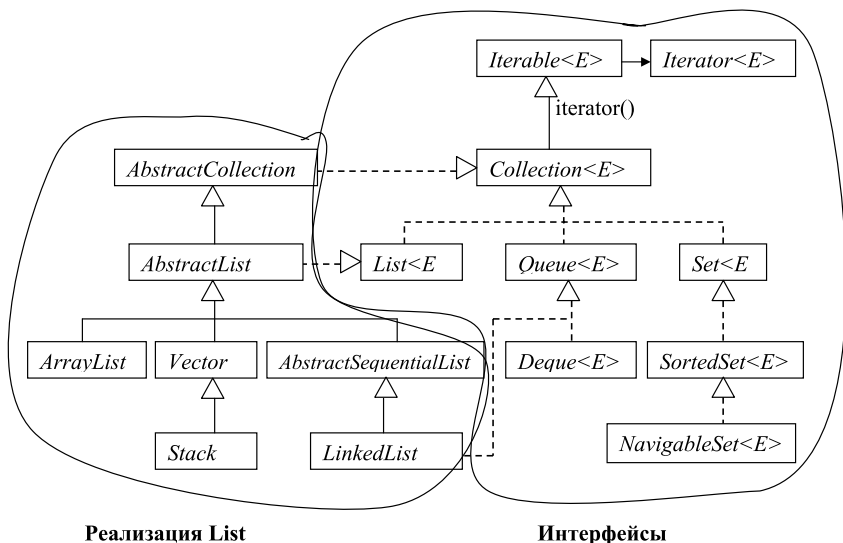 Iterable<E>
Iterator<E>
iterator()
AbstractCollection
Collection<E>
AbstractList
List<E
Queue<E>
Set<E
ArrayList
Vector
AbstractSequentialList
Deque<E>
SortedSet<E>
Stack
LinkedList
NavigableSet<E>
Реализация List
Интерфейсы